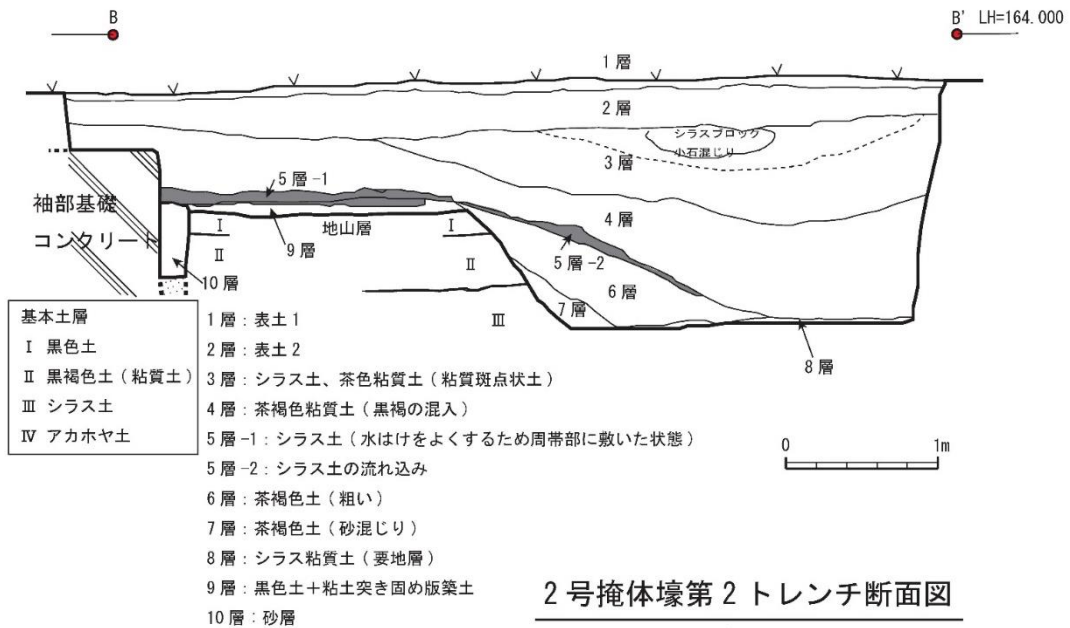 B
B' LH=164.000
1層
2層
シラスブロック
小石混じり
3層
5層-1
袖部基礎
コンクリート
Ⅰ
地山層
Ⅰ
4層
Ⅱ
9層
Ⅱ
5層-2
10層
6層
7層
Ⅲ
8層
基本土層
Ⅰ 黒色土
Ⅱ 黒褐色土(粘質土)
Ⅲ シラス土
Ⅳ アカホヤ土
1層:表土1
2層:表土2
3層:シラス土、茶色粘質土(粘質斑点状土)
4層:茶褐色粘質土(黒褐の混入)
5層-1:シラス土(水はけをよくするため周帯部に敷いた状態)
5層-2:シラス土の流れ込み
6層:茶褐色土(粗い)
7層:茶褐色土(砂混じり)
8層:シラス粘質土(要地層)
9層:黒色土+粘土突き固め版築土
10層:砂層
0 1m
2号掩体壕第2トレンチ断面図